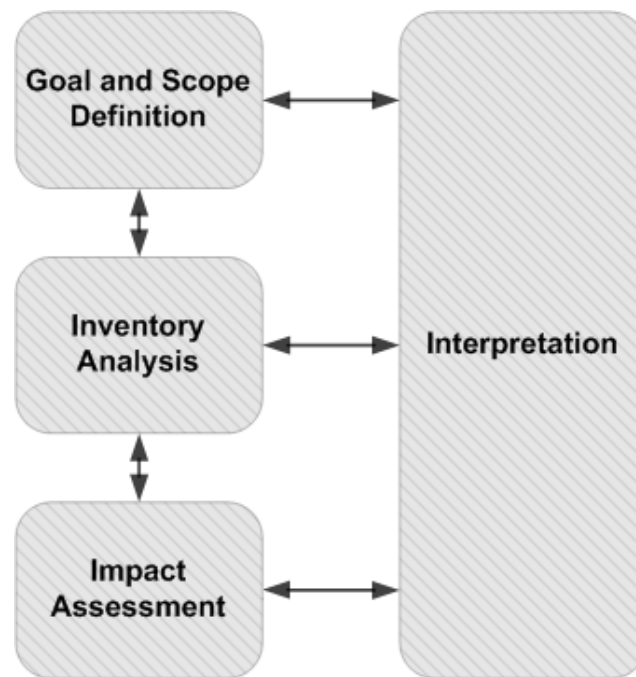 Goal and Scope
Definition
Inventory
Analysis
Interpretation
Impact
Assessment